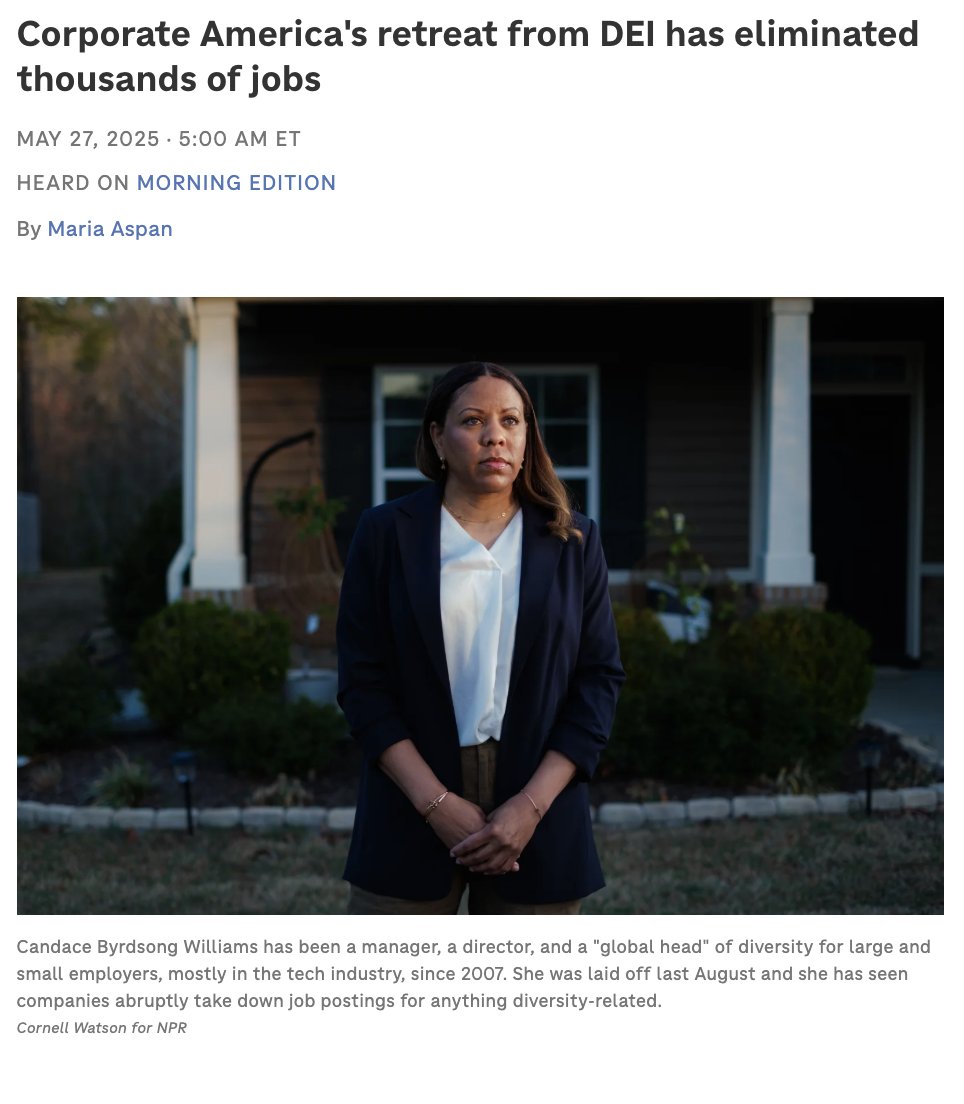 Corporate America's retreat from DEI has eliminated
thousands of jobs
MAY 27, 2025 · 5:00 AM ET
HEARD ON MORNING EDITION
By Maria Aspan
Candace Byrdsong Williams has been a manager, a director, and a "global head" of diversity for large and
small employers, mostly in the tech industry, since 2007. She was laid off last August and she has seen
companies abruptly take down job postings for anything diversity-related.
Cornell Watson for NPR